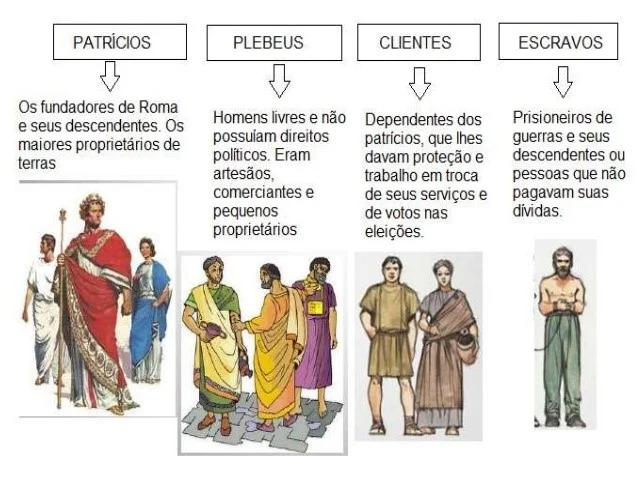 PATRÍCIOS
Os fundadores de Roma
e seus descendentes. Os
maiores proprietários de
terras
PLEBEUS
Homens livres e não
possuíam direitos
políticos. Eram
artesãos,
comerciantes e
pequenos
proprietários
CLIENTES
Dependentes dos
patrícios, que lhes
davam proteção e
trabalho em troca
de seus serviços e
de votos nas
eleições.
ESCRAVOS
Prisioneiros de
guerras e seus
descendentes ou
pessoas que não
pagavam suas
dívidas.